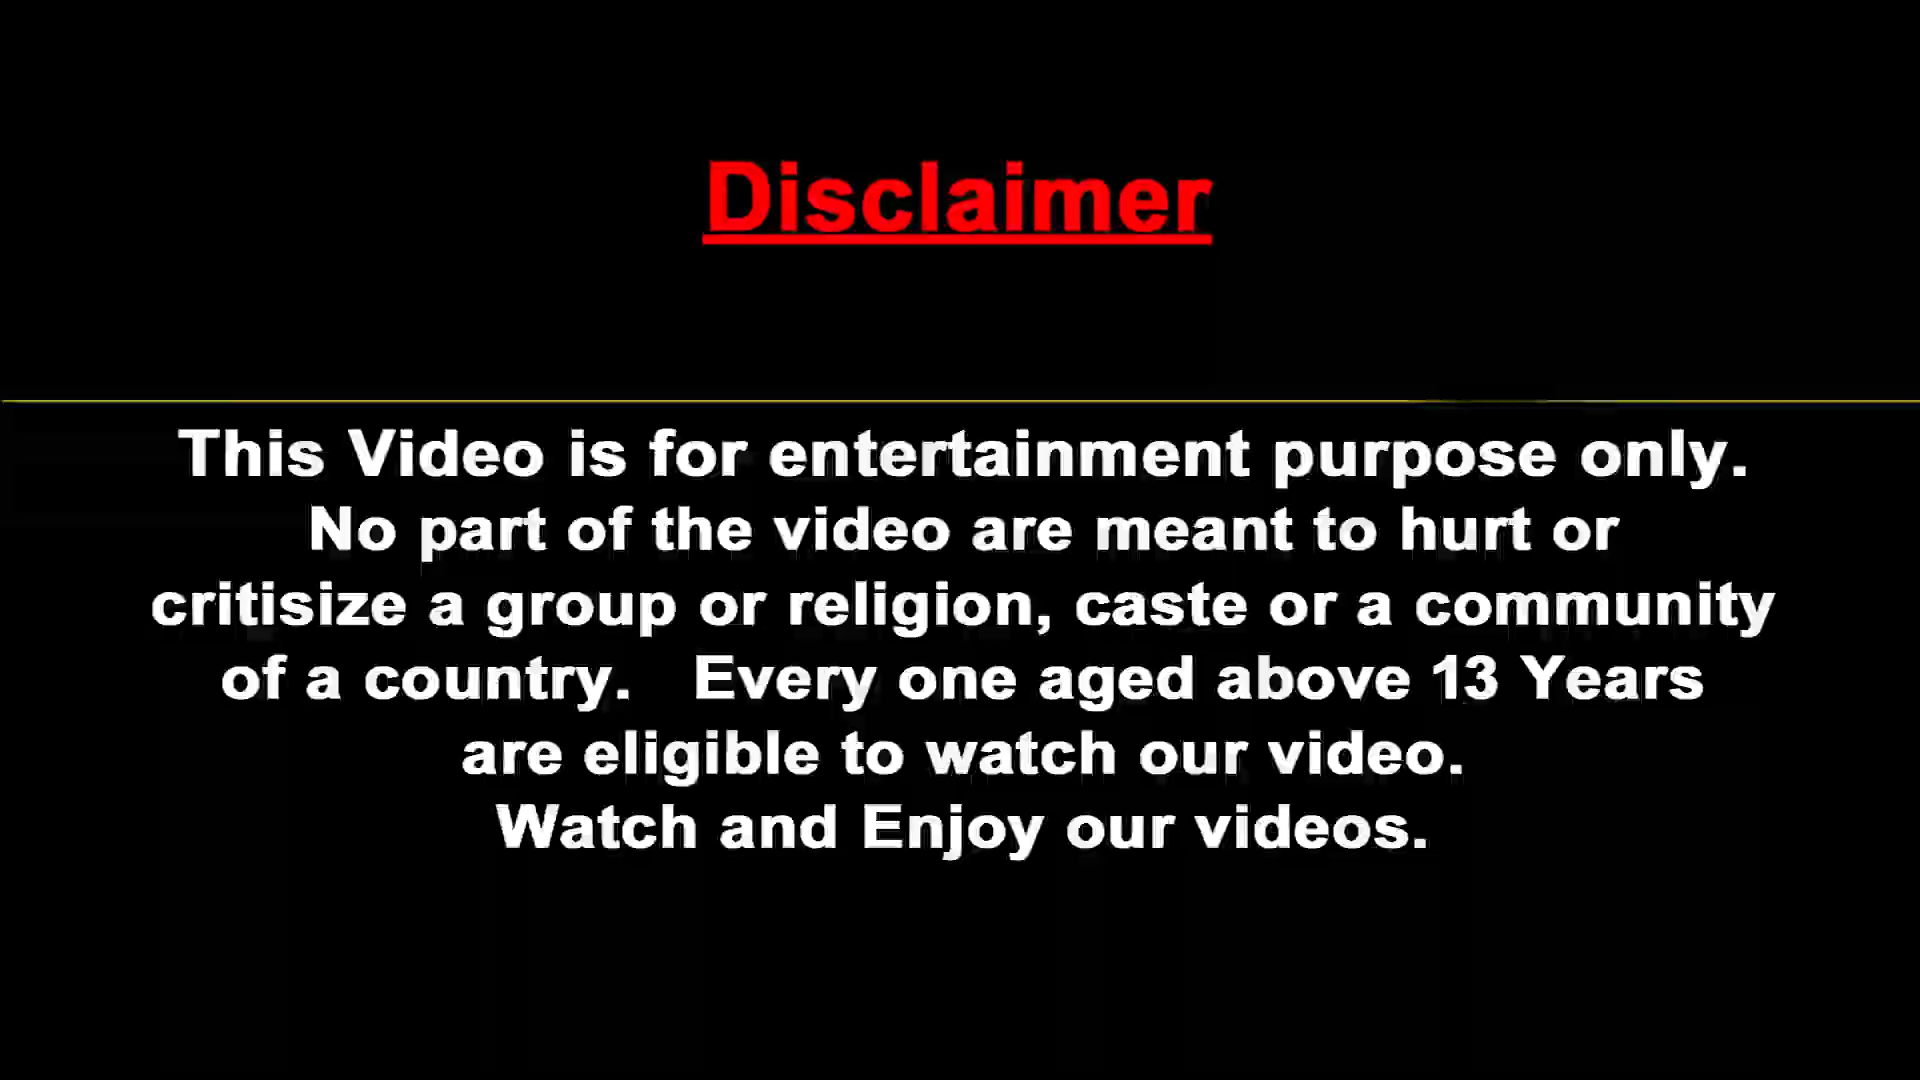 Disclaimer
This Video is for entertainment purpose only.
No part of the video are meant to hurt or
critisize a group or religion, caste or a community
of a country.   Every one aged above 13 Years
are eligible to watch our video.
Watch and Enjoy our videos.